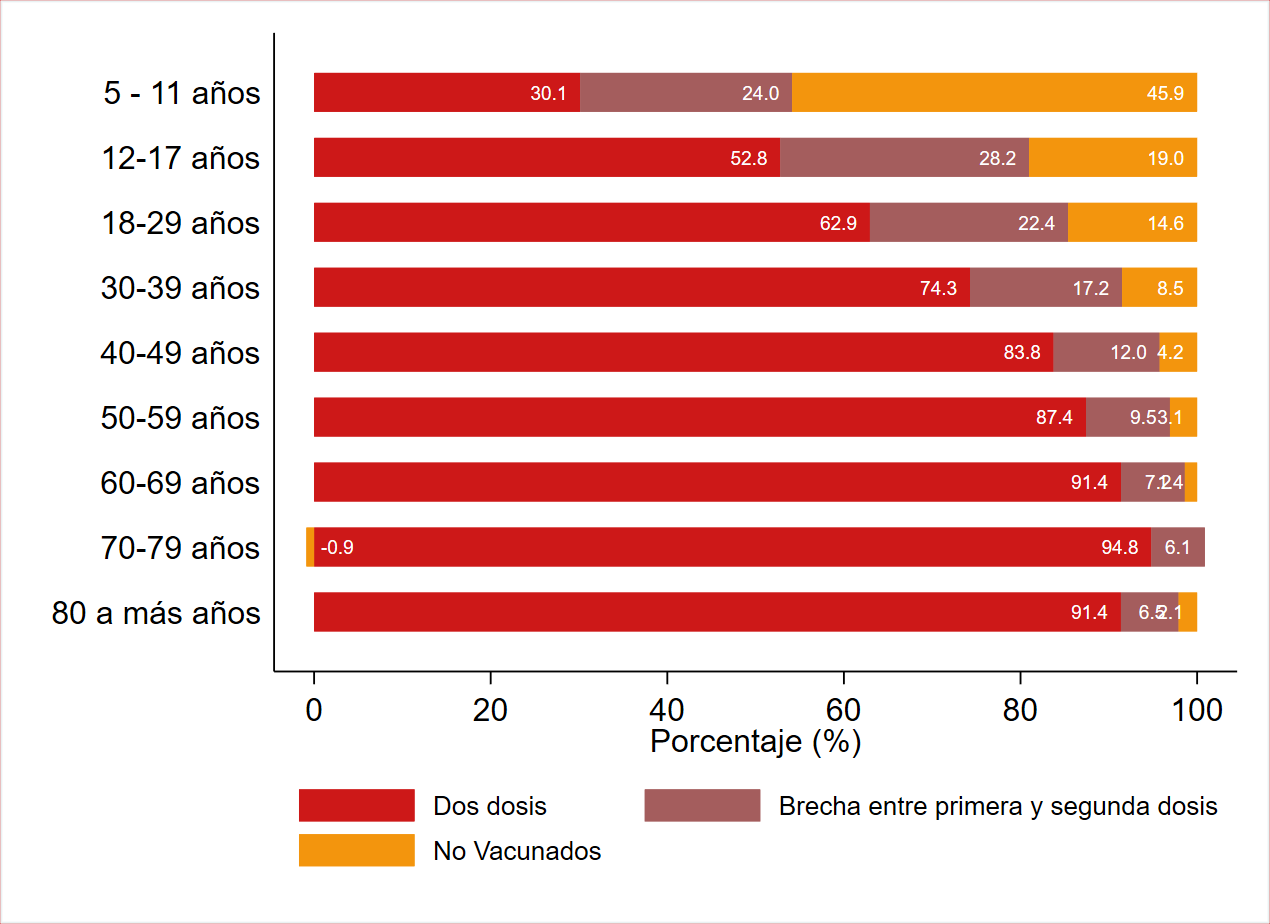 5 - 11 años 30.1 24.0 45.9
12-17 años 52.8 28.2 19.0
18-29 años 62.9 22.4 14.6
30-39 años 74.3 17.2 8.5
40-49 años 83.8 12.0 4.2
50-59 años 87.4 9.5 3.1
60-69 años 91.4
70-79 años -0.9 94.8 6.1
80 a más años 91.4 6.5 2.1
0 20 40 60 80 100
Porcentaje (%)
Dos dosis Brecha entre primera y segunda dosis
No Vacunados